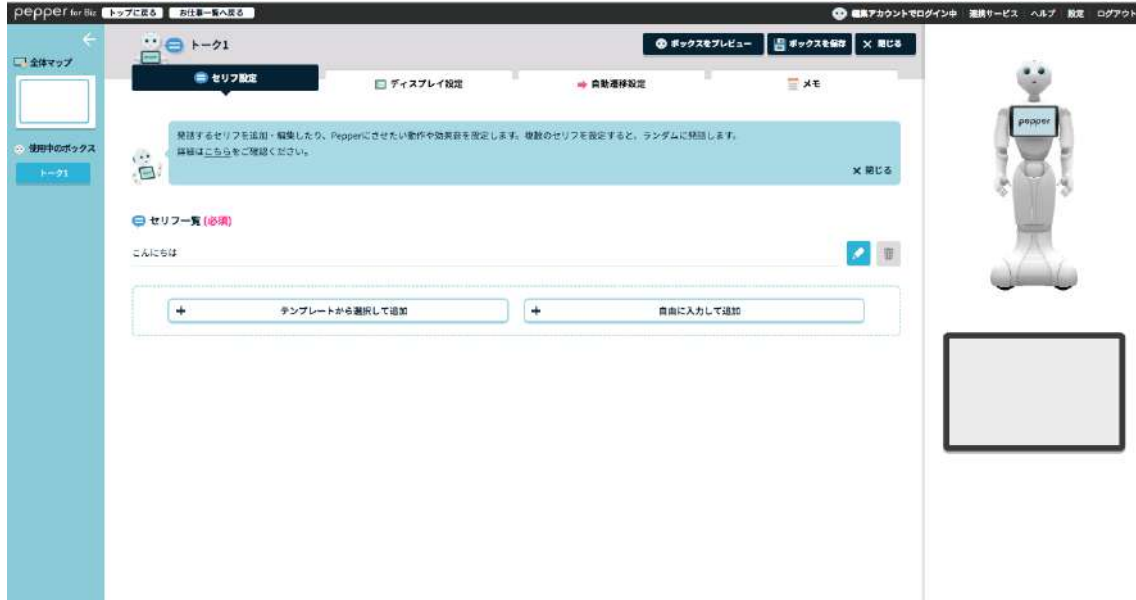 pepper for Biz トップに戻る お仕事一覧へ戻る 編集アカウントでログイン中 連携サービス ヘルプ 設定 ログアウト
全体マップ
使用中のボックス
トーク1
トーク1
ボックスをプレビュー ボックスを保存 × 閉じる
セリフ設定 ディスプレイ設定 自動遷移設定 メモ
発話するセリフを追加・編集したり、Pepperにさせたい動作や効果音を設定します。複数のセリフを設定すると、ランダムに発話します。
詳細はこちらをご確認ください。
× 閉じる
セリフ一覧 (必須)
こんにちは
+ テンプレートから選択して追加 + 自由に入力して追加
pepper